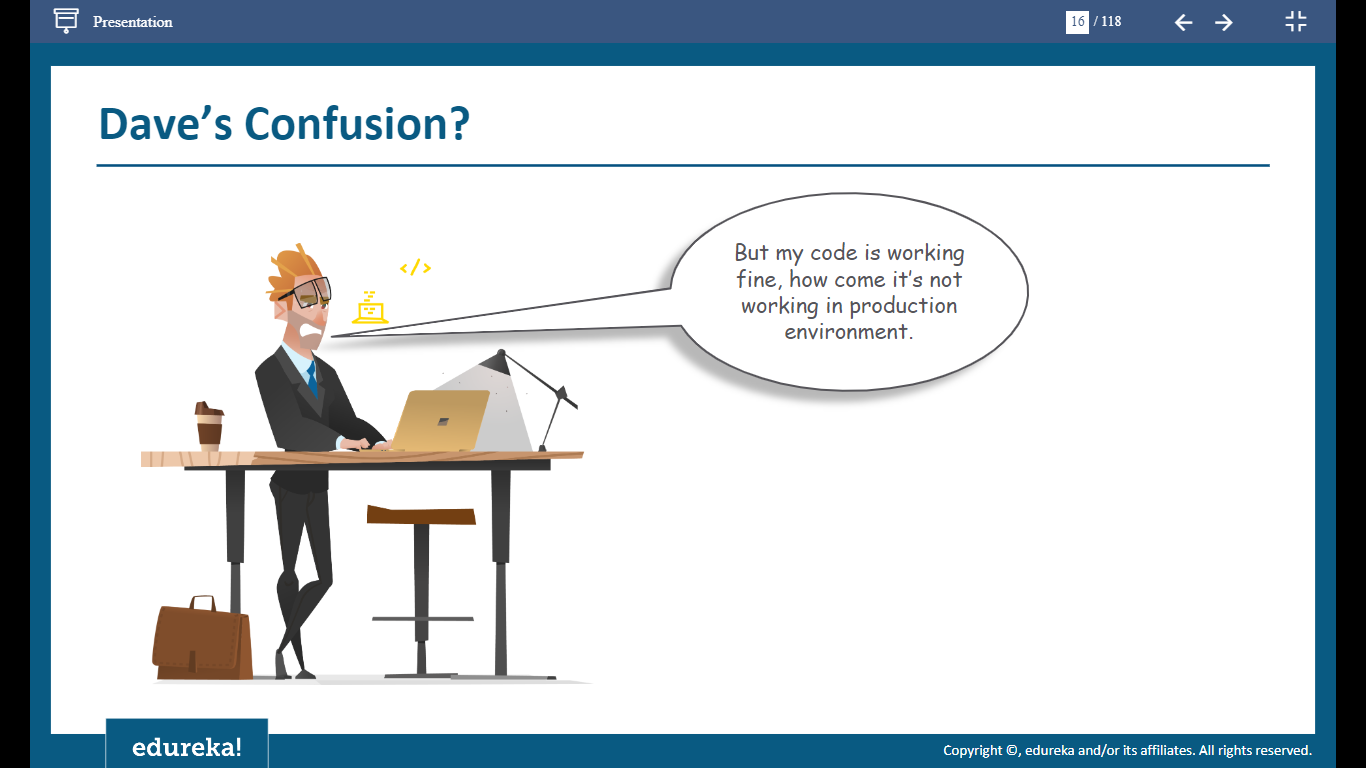 Presentation
16 / 118
Dave’s Confusion?
But my code is working
fine, how come it’s not
working in production
environment.
</>
edureka!
Copyright ©, edureka and/or its affiliates. All rights reserved.